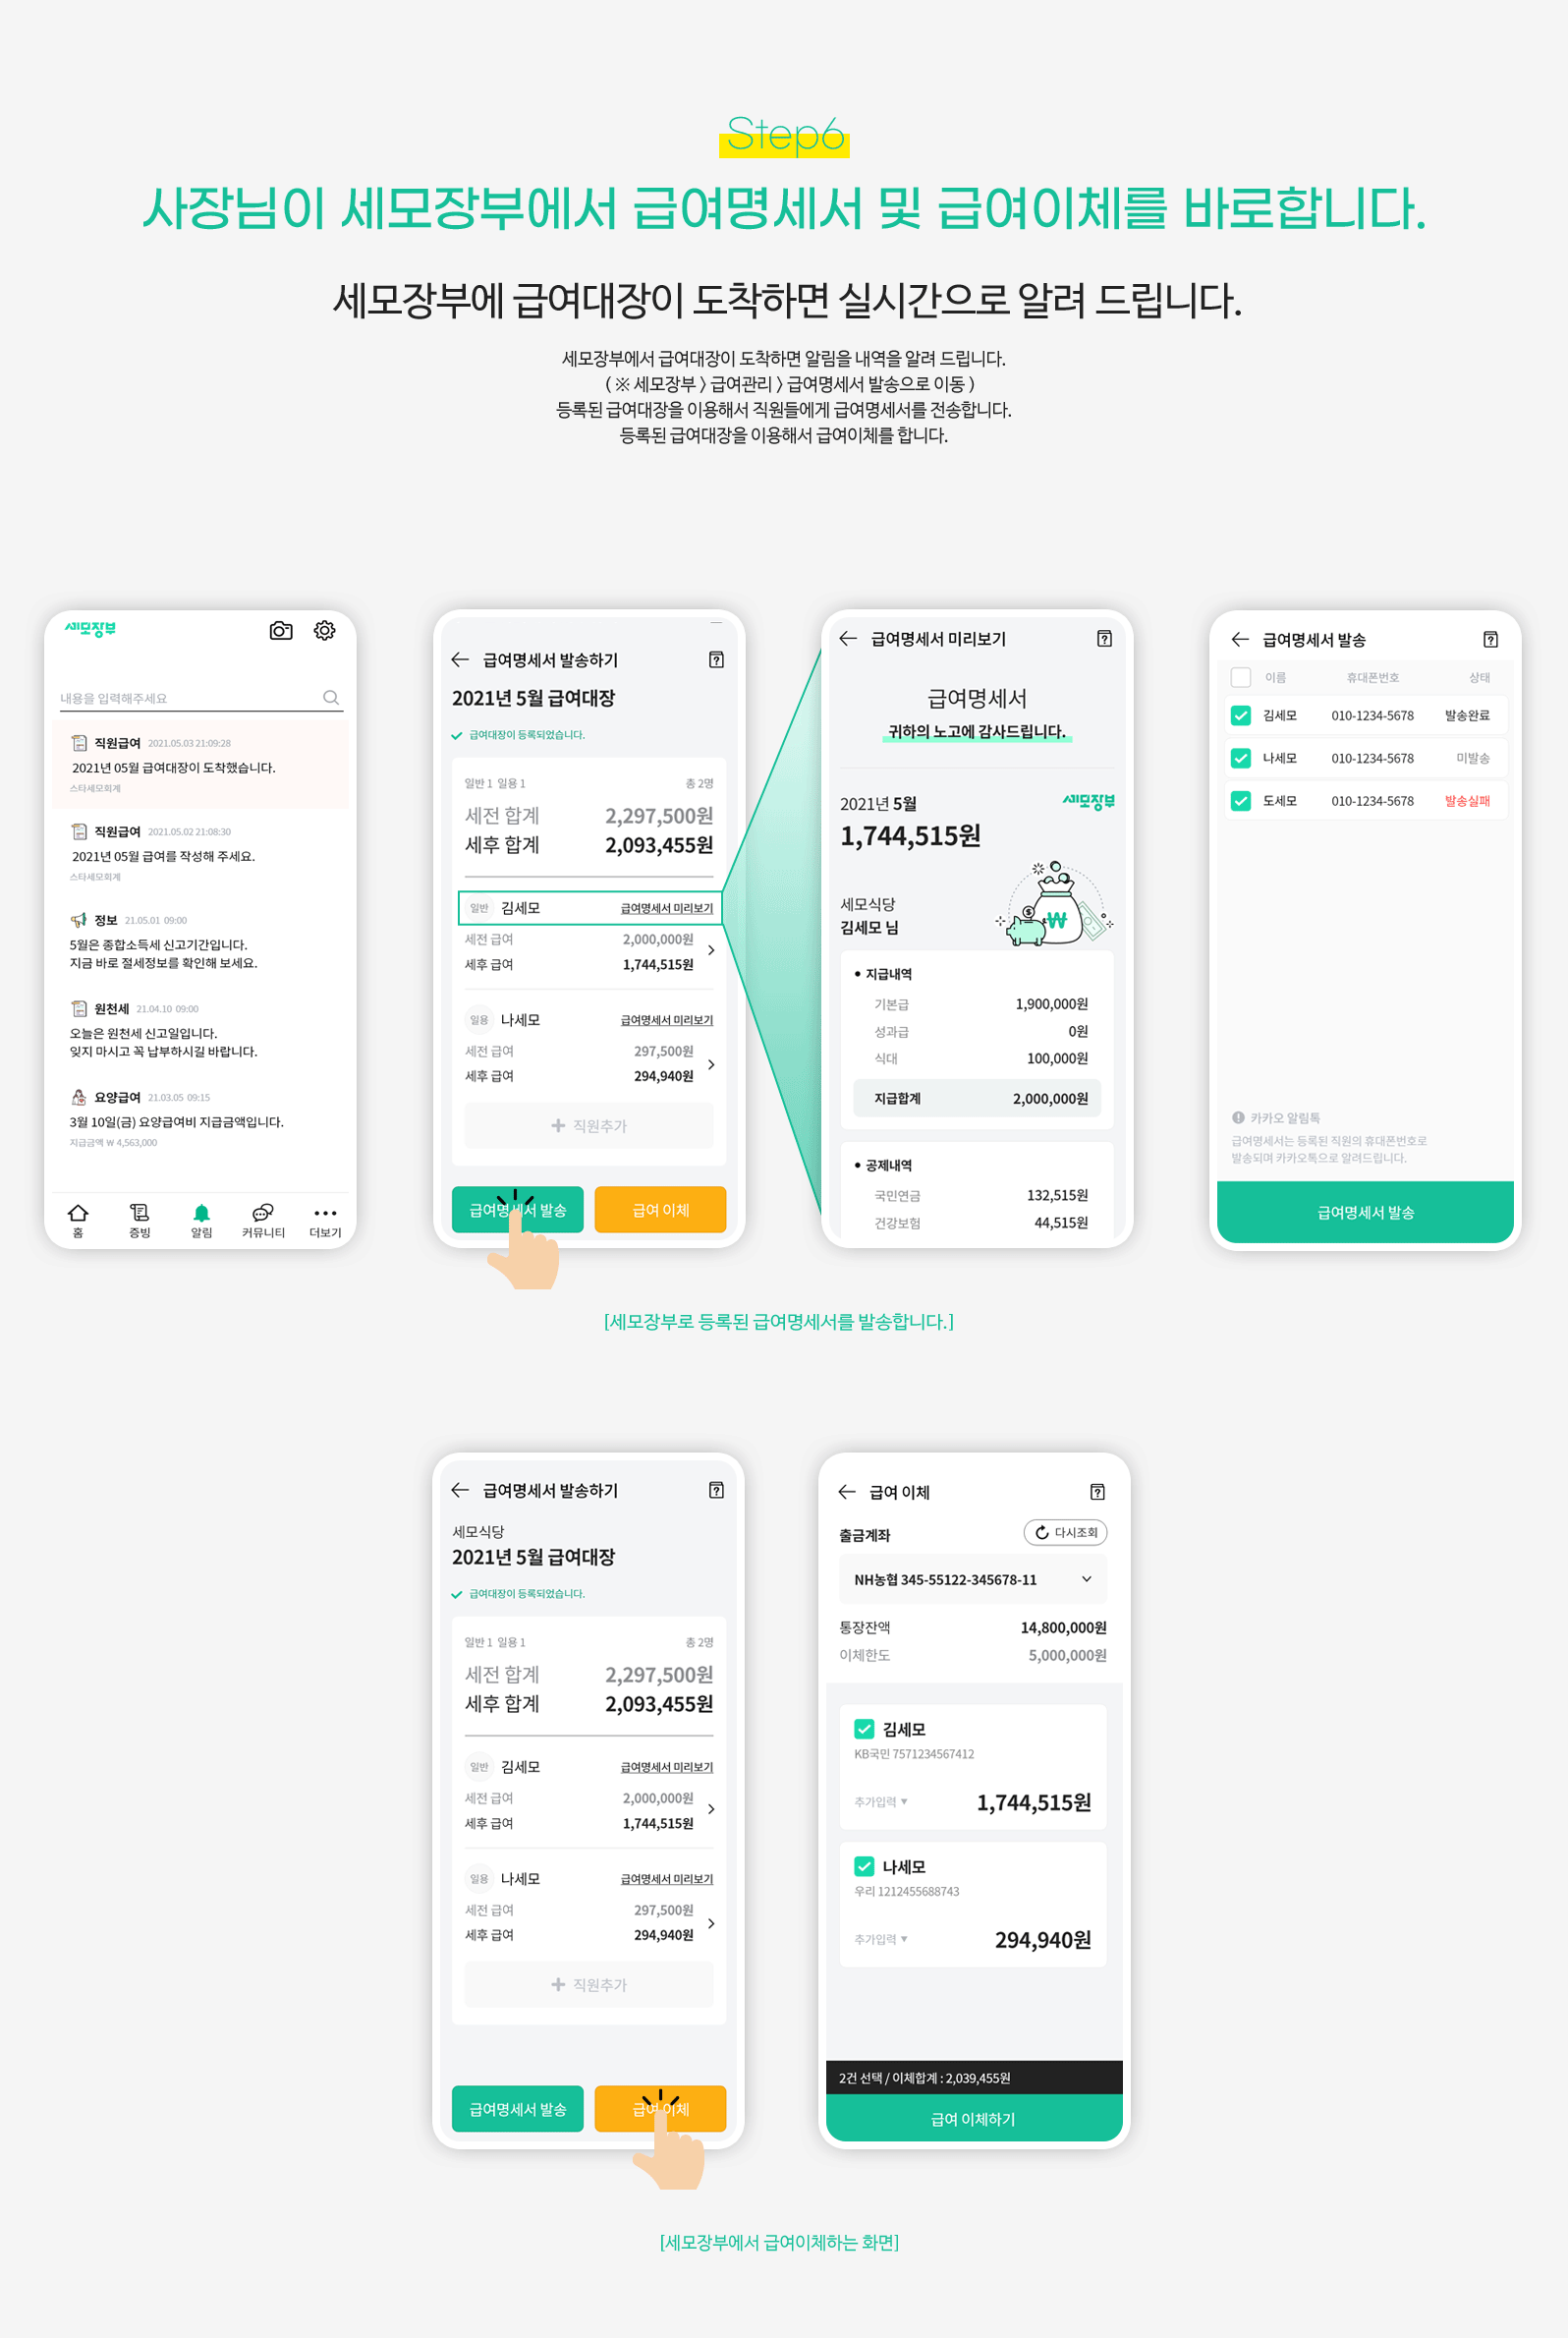 Step6
사장님이 세모장부에서 급여명세서 및 급여이체를 바로합니다.
세모장부에 급여대장이 도착하면 실시간으로 알려 드립니다.
세모장부에서 급여대장이 도착하면 알림을 내역을 알려 드립니다.
( ※ 세모장부 > 급여관리 > 급여명세서 발송으로 이동 )
등록된 급여대장을 이용해서 직원들에게 급여명세서를 전송합니다.
등록된 급여대장을 이용해서 급여이체를 합니다.
세모장부
내용을 입력해주세요
직원급여 2021.05.03 21:09:28
2021년 05월 급여대장이 도착했습니다.
스타세모회계
직원급여 2021.05.02 21:08:30
2021년 05월 급여를 작성해 주세요.
스타세모회계
정보 21.05.01 09:00
5월은 종합소득세 신고기간입니다.
지금 바로 절세정보를 확인해 보세요.
원천세 21.04.10 09:00
오늘은 원천세 신고일입니다.
잊지 마시고 꼭 납부하시길 바랍니다.
요양급여 21.03.05 09:15
3월 10일(금) 요양급여비 지급금액입니다.
지급금액 ₩ 4,563,000
홈 증빙 알림 커뮤니티 더보기
급여명세서 발송하기
2021년 5월 급여대장
급여대장이 등록되었습니다.
일반 1 일용 1 총 2명
세전 합계 2,297,500원
세후 합계 2,093,455원
일반 김세모 급여명세서 미리보기
세전 급여 2,000,000원
세후 급여 1,744,515원
일용 나세모 급여명세서 미리보기
세전 급여 297,500원
세후 급여 294,940원
직원추가
급여명세서 발송 급여 이체
급여명세서 미리보기
급여명세서
귀하의 노고에 감사드립니다.
2021년 5월 세모장부
1,744,515원
세모식당
김세모 님
• 지급내역
기본급 1,900,000원
성과급 0원
식대 100,000원
지급합계 2,000,000원
• 공제내역
국민연금 132,515원
건강보험 44,515원
급여명세서 발송
이름 휴대폰번호 상태
김세모 010-1234-5678 발송완료
나세모 010-1234-5678 미발송
도세모 010-1234-5678 발송실패
카카오 알림톡
급여명세서는 등록된 직원의 휴대폰번호로
발송되며 카카오톡으로 알려드립니다.
급여명세서 발송
[세모장부로 등록된 급여명세서를 발송합니다.]
급여명세서 발송하기
세모식당
2021년 5월 급여대장
급여대장이 등록되었습니다.
일반 1 일용 1 총 2명
세전 합계 2,297,500원
세후 합계 2,093,455원
일반 김세모 급여명세서 미리보기
세전 급여 2,000,000원
세후 급여 1,744,515원
일용 나세모 급여명세서 미리보기
세전 급여 297,500원
세후 급여 294,940원
직원추가
급여명세서 발송 급여 이체
급여 이체
출금계좌 다시조회
NH농협 345-55122-345678-11
통장잔액 14,800,000원
이체한도 5,000,000원
김세모
KB국민 7571234567412
추가입력 ▼ 1,744,515원
나세모
우리 1212455688743
추가입력 ▼ 294,940원
2건 선택 / 이체합계 : 2,039,455원
급여 이체하기
[세모장부에서 급여이체하는 화면]